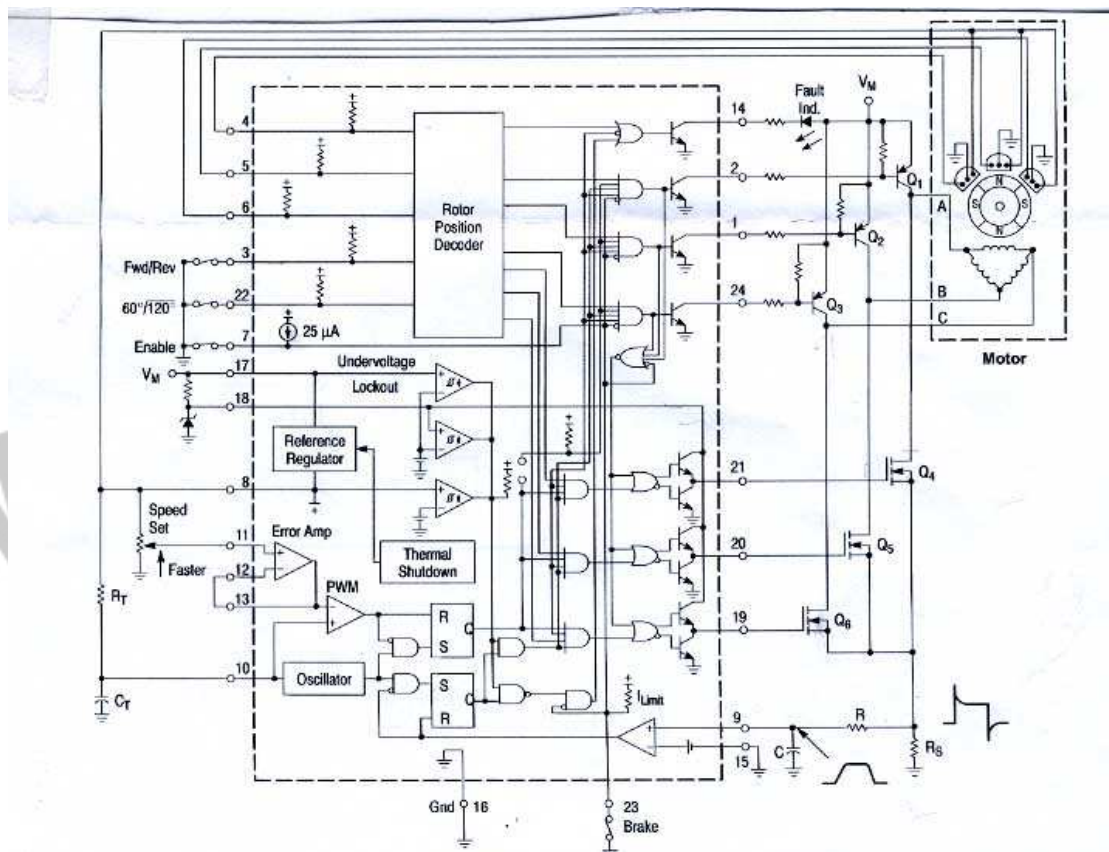 14
Fault
Ind.
VM
4
5
2
Q1
6
Rotor
Position
Decoder
N
S
S
N
A
1
Q2
Fwd/Rev
3
60°/120°
22
24
Q3
B
C
25 µA
Enable
7
Motor
17
Undervoltage
VM
Lockout
18
Reference
Regulator
21
Q4
8
Speed
Set
11
Error Amp
Thermal
Shutdown
20
Q5
Faster
12
13
PWM
RT
R
Q
S
19
Q6
10
Oscillator
S
Q
R
ILimit
CT
9
R
C
RS
15
Gnd
16
23
Brake